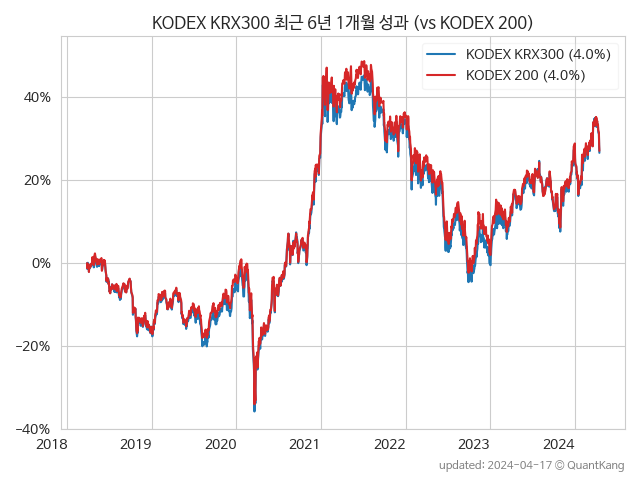 KODEX KRX300 최근 6년 1개월 성과 (vs KODEX 200)
KODEX KRX300 (4.0%)
KODEX 200 (4.0%)
40%
20%
0%
−20%
−40%
2018 2019 2020 2021 2022 2023 2024
updated: 2024-04-17 © QuantKang